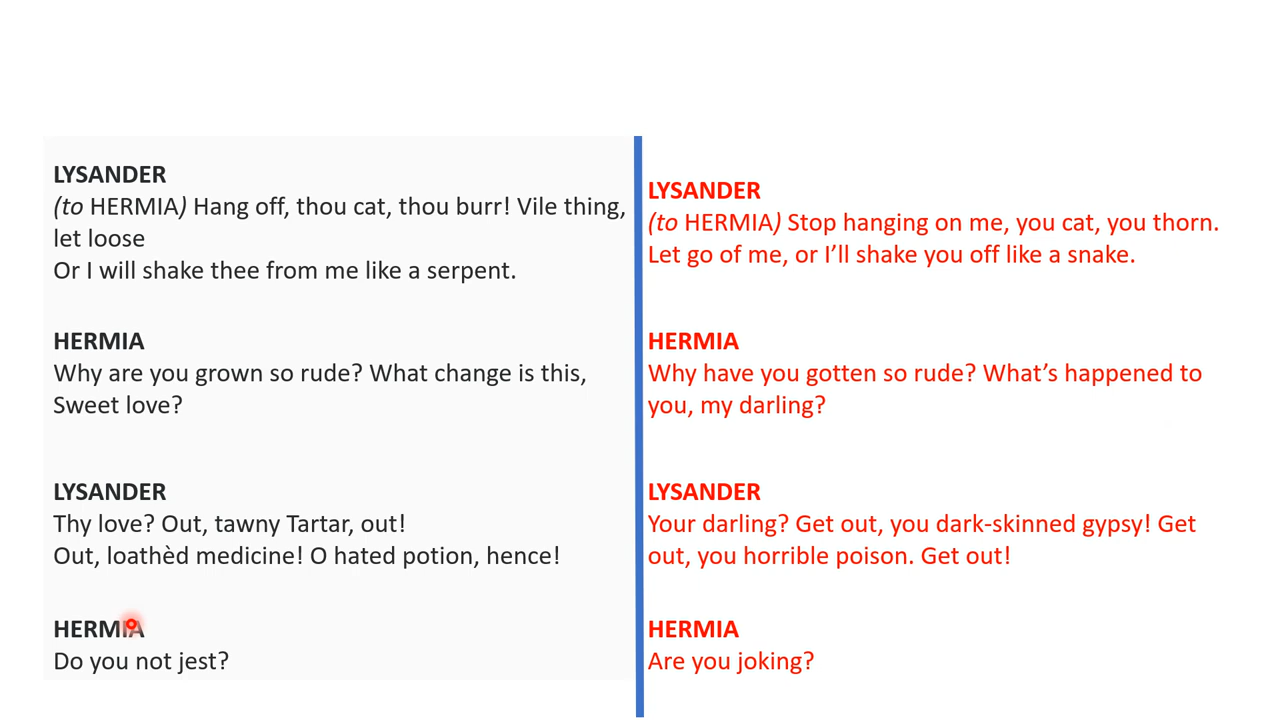 LYSANDER
(to HERMIA) Hang off, thou cat, thou burr! Vile thing,
let loose
Or I will shake thee from me like a serpent.
HERMIA
Why are you grown so rude? What change is this,
Sweet love?
LYSANDER
Thy love? Out, tawny Tartar, out!
Out, loathèd medicine! O hated potion, hence!
HERMIA
Do you not jest?
LYSANDER
(to HERMIA) Stop hanging on me, you cat, you thorn.
Let go of me, or I’ll shake you off like a snake.
HERMIA
Why have you gotten so rude? What’s happened to
you, my darling?
LYSANDER
Your darling? Get out, you dark-skinned gypsy! Get
out, you horrible poison. Get out!
HERMIA
Are you joking?